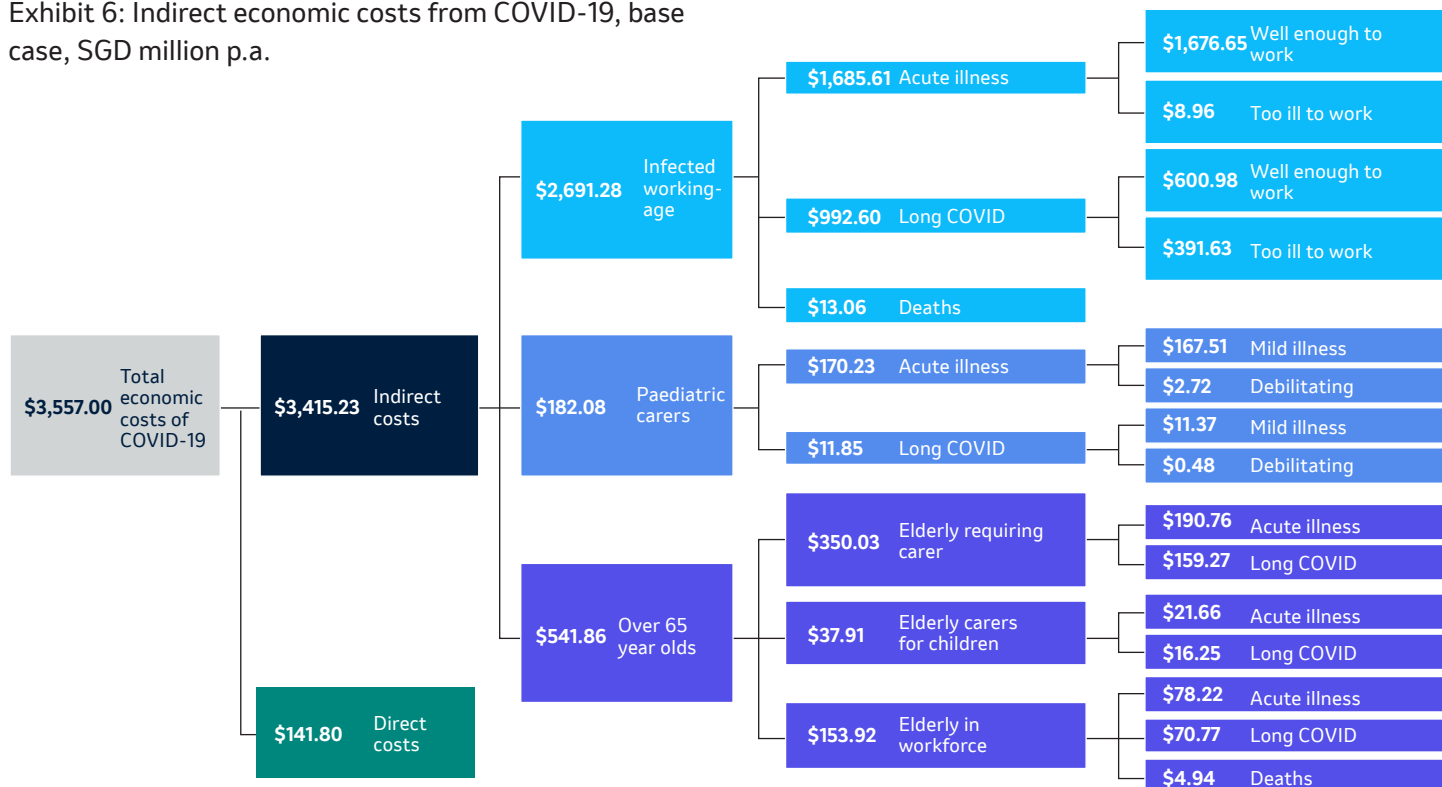 Exhibit 6: Indirect economic costs from COVID-19, base
case, SGD million p.a.
$3,557.00
Total
economic
costs of
COVID-19
$3,415.23
Indirect
costs
$141.80
Direct
costs
$2,691.28
Infected
working-
age
$1,685.61 Acute illness
$1,676.65 Well enough to
work
$8.96 Too ill to work
$992.60 Long COVID
$600.98 Well enough to
work
$391.63 Too ill to work
$13.06 Deaths
$182.08
Paediatric
carers
$170.23 Acute illness
$167.51 Mild illness
$2.72 Debilitating
$11.85 Long COVID
$11.37 Mild illness
$0.48 Debilitating
$541.86
Over 65
year olds
$350.03
Elderly requiring
carer
$190.76 Acute illness
$159.27 Long COVID
$37.91
Elderly carers
for children
$21.66 Acute illness
$16.25 Long COVID
$153.92
Elderly in
workforce
$78.22 Acute illness
$70.77 Long COVID
$4.94 Deaths